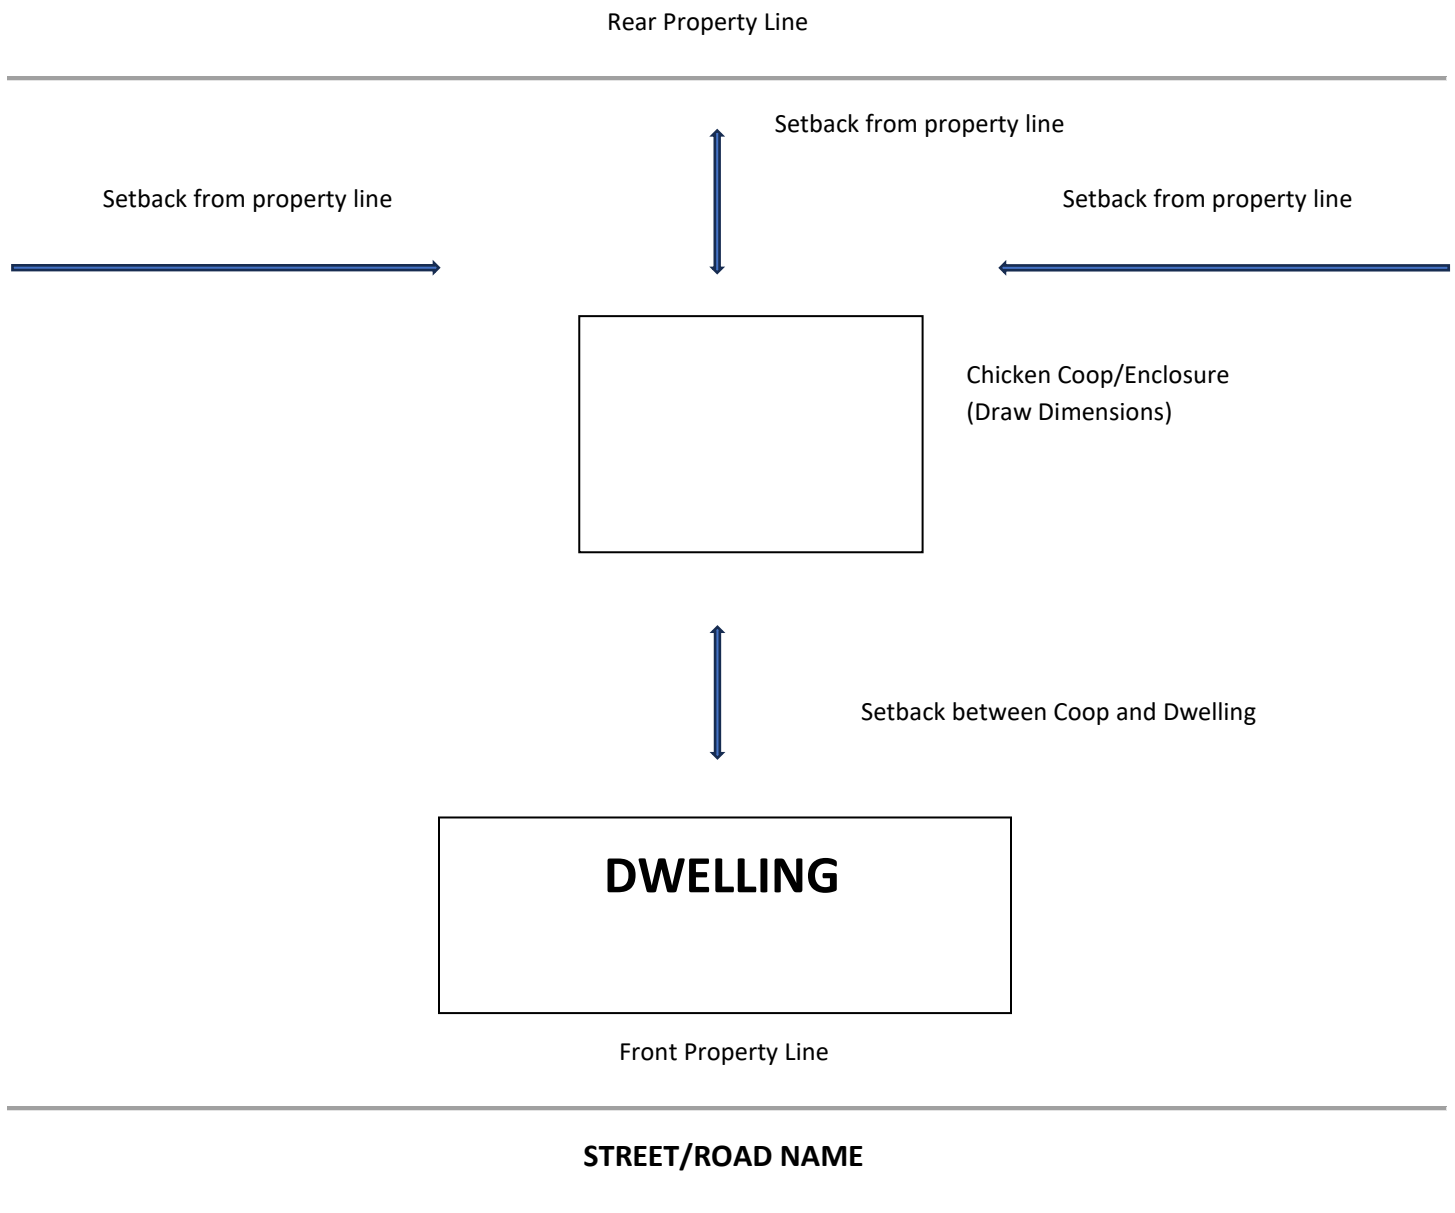 Rear Property Line
Setback from property line
Setback from property line
Setback from property line
Chicken Coop/Enclosure
(Draw Dimensions)
Setback between Coop and Dwelling
DWELLING
Front Property Line
STREET/ROAD NAME